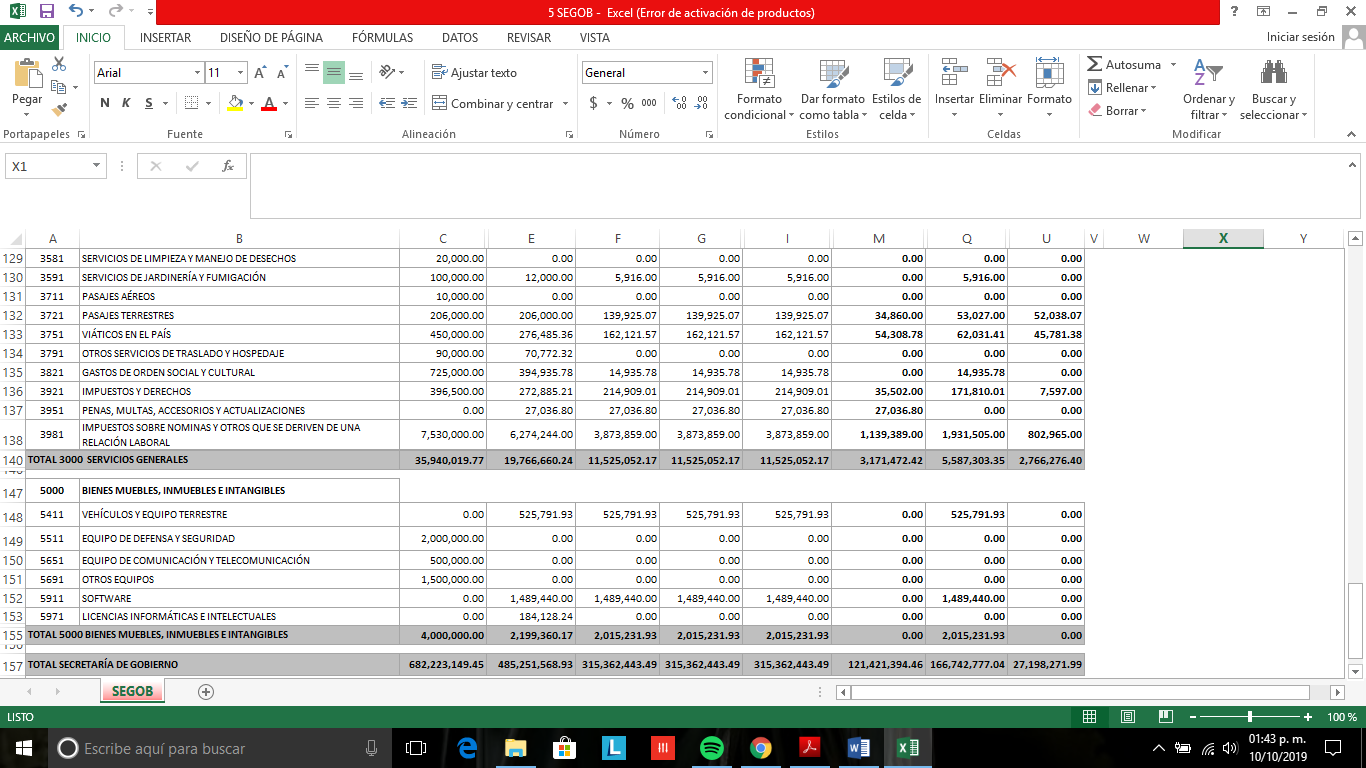 5 SEGOB - Excel (Error de activación de productos)
ARCHIVO INICIO INSERTAR DISEÑO DE PÁGINA FÓRMULAS DATOS REVISAR VISTA Iniciar sesión
Pegar
Portapapeles
Arial 11
N K S
Fuente
Ajustar texto
Combinar y centrar
Alineación
General
$ % 000
Número
Formato condicional
Dar formato como tabla
Estilos de celda
Estilos
Insertar Eliminar Formato
Celdas
Autosuma
Rellenar
Borrar
Ordenar y filtrar
Buscar y seleccionar
Modificar
X1 fx
A B C E F G I M Q U V W X Y
129 3581 SERVICIOS DE LIMPIEZA Y MANEJO DE DESECHOS 20,000.00 0.00 0.00 0.00 0.00 0.00 0.00 0.00
130 3591 SERVICIOS DE JARDINERÍA Y FUMIGACIÓN 100,000.00 12,000.00 5,916.00 5,916.00 5,916.00 0.00 5,916.00 0.00
131 3711 PASAJES AÉREOS 10,000.00 0.00 0.00 0.00 0.00 0.00 0.00 0.00
132 3721 PASAJES TERRESTRES 206,000.00 206,000.00 139,925.07 139,925.07 139,925.07 34,860.00 53,027.00 52,038.07
133 3751 VIÁTICOS EN EL PAÍS 450,000.00 276,485.36 162,121.57 162,121.57 162,121.57 54,308.78 62,031.41 45,781.38
134 3791 OTROS SERVICIOS DE TRASLADO Y HOSPEDAJE 90,000.00 70,772.32 0.00 0.00 0.00 0.00 0.00 0.00
135 3821 GASTOS DE ORDEN SOCIAL Y CULTURAL 725,000.00 394,935.78 14,935.78 14,935.78 14,935.78 0.00 14,935.78 0.00
136 3921 IMPUESTOS Y DERECHOS 396,500.00 272,885.21 214,909.01 214,909.01 214,909.01 35,502.00 171,810.01 7,597.00
137 3951 PENAS, MULTAS, ACCESORIOS Y ACTUALIZACIONES 0.00 27,036.80 27,036.80 27,036.80 27,036.80 27,036.80 0.00 0.00
138 3981 IMPUESTOS SOBRE NOMINAS Y OTROS QUE SE DERIVEN DE UNA
RELACIÓN LABORAL 7,530,000.00 6,274,244.00 3,873,859.00 3,873,859.00 3,873,859.00 1,139,389.00 1,931,505.00 802,965.00
140 TOTAL 3000 SERVICIOS GENERALES 35,940,019.77 19,766,660.24 11,525,052.17 11,525,052.17 11,525,052.17 3,171,472.42 5,587,303.35 2,766,276.40
147 5000 BIENES MUEBLES, INMUEBLES E INTANGIBLES
148 5411 VEHÍCULOS Y EQUIPO TERRESTRE 0.00 525,791.93 525,791.93 525,791.93 525,791.93 0.00 525,791.93 0.00
149 5511 EQUIPO DE DEFENSA Y SEGURIDAD 2,000,000.00 0.00 0.00 0.00 0.00 0.00 0.00 0.00
150 5651 EQUIPO DE COMUNICACIÓN Y TELECOMUNICACIÓN 500,000.00 0.00 0.00 0.00 0.00 0.00 0.00 0.00
151 5691 OTROS EQUIPOS 1,500,000.00 0.00 0.00 0.00 0.00 0.00 0.00 0.00
152 5911 SOFTWARE 0.00 1,489,440.00 1,489,440.00 1,489,440.00 1,489,440.00 0.00 1,489,440.00 0.00
153 5971 LICENCIAS INFORMÁTICAS E INTELECTUALES 0.00 184,128.24 0.00 0.00 0.00 0.00 0.00 0.00
155 TOTAL 5000 BIENES MUEBLES, INMUEBLES E INTANGIBLES 4,000,000.00 2,199,360.17 2,015,231.93 2,015,231.93 2,015,231.93 0.00 2,015,231.93 0.00
157 TOTAL SECRETARÍA DE GOBIERNO 682,223,149.45 485,251,568.93 315,362,443.49 315,362,443.49 315,362,443.49 121,421,394.46 166,742,777.04 27,198,271.99
SEGOB
LISTO 100 %
Escribe aquí para buscar
01:43 p. m.
10/10/2019